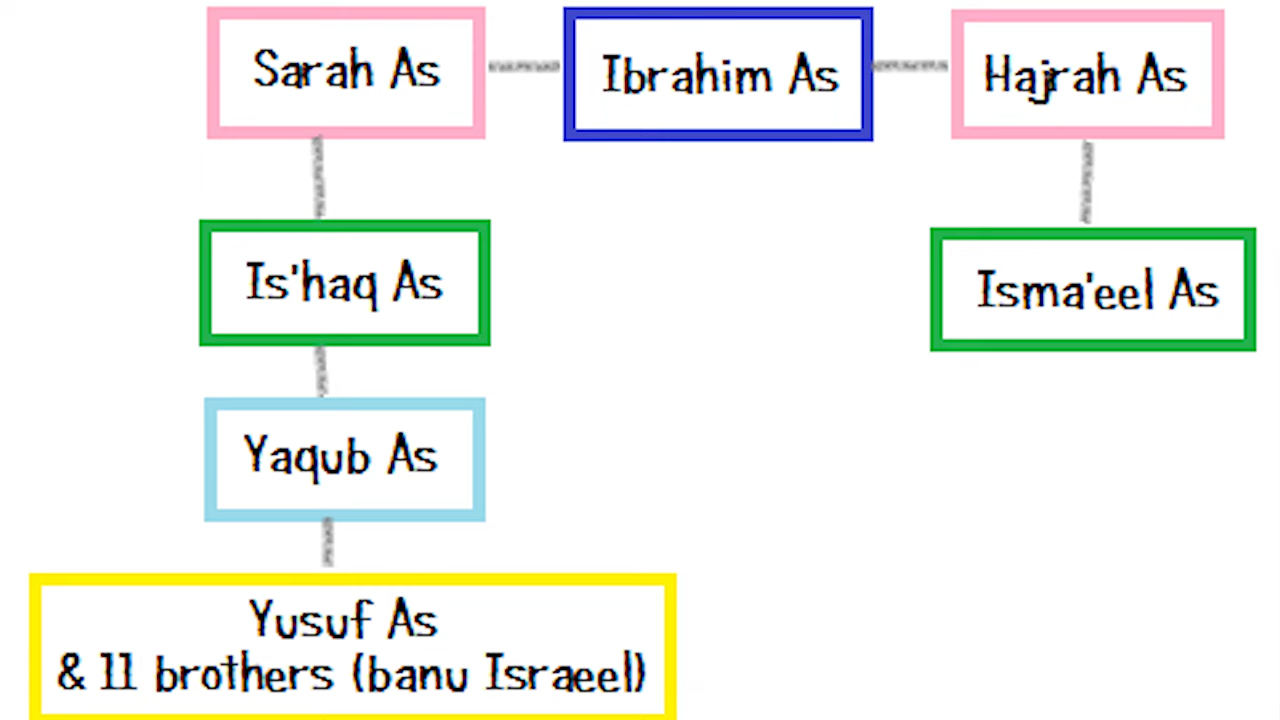 Sarah As
Ibrahim As
Hajrah As
Is'haq As
Isma'eel As
Yaqub As
Yusuf As
& 11 brothers (banu Israeel)